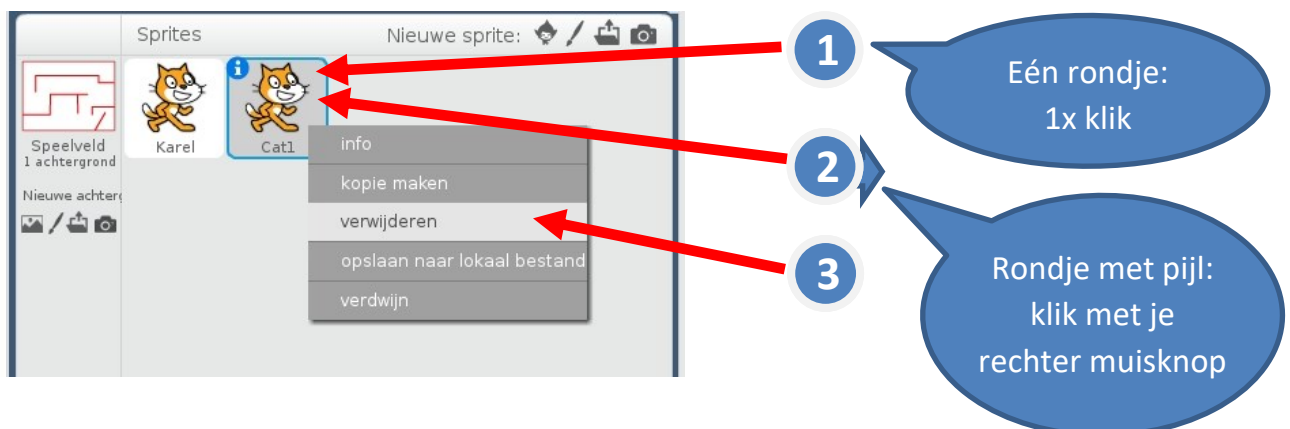 Sprites
Nieuwe sprite:
Speelveld
1 achtergrond
Nieuwe achter
Karel
Cat1
info
kopie maken
verwijderen
opslaan naar lokaal bestand
verdwijn
1
2
3
Eén rondje:
1x klik
Rondje met pijl:
klik met je
rechter muisknop